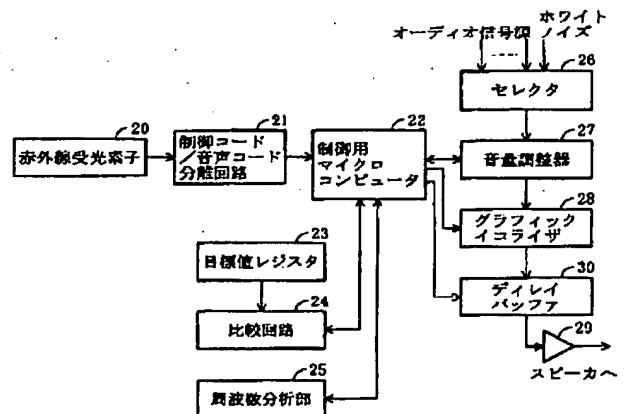 ホワイト
オーディオ信号源 ノイズ
26
セレクタ
20
赤外線受光素子
21
制御コード
/音声コード
分離回路
22
制御用
マイクロ
コンピュータ
27
音量調整器
28
グラフィック
イコライザ
23
目標値レジスタ
30
ディレイ
バッファ
24
比較回路
29
スピーカへ
25
周波数分析部